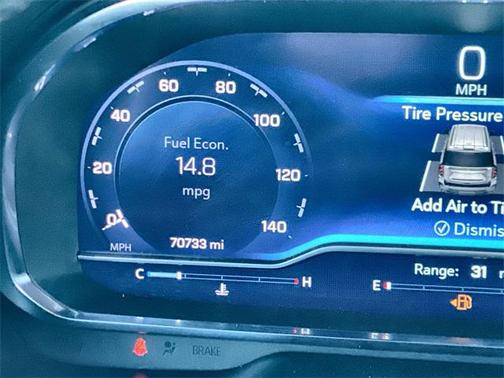 0
MPH
60 80
40 100
20 120
0 140
Fuel Econ.
14.8
mpg
MPH
70733 mi
Tire Pressure
Add Air to Ti
Dismis
C H
Range: 31
E
BRAKE